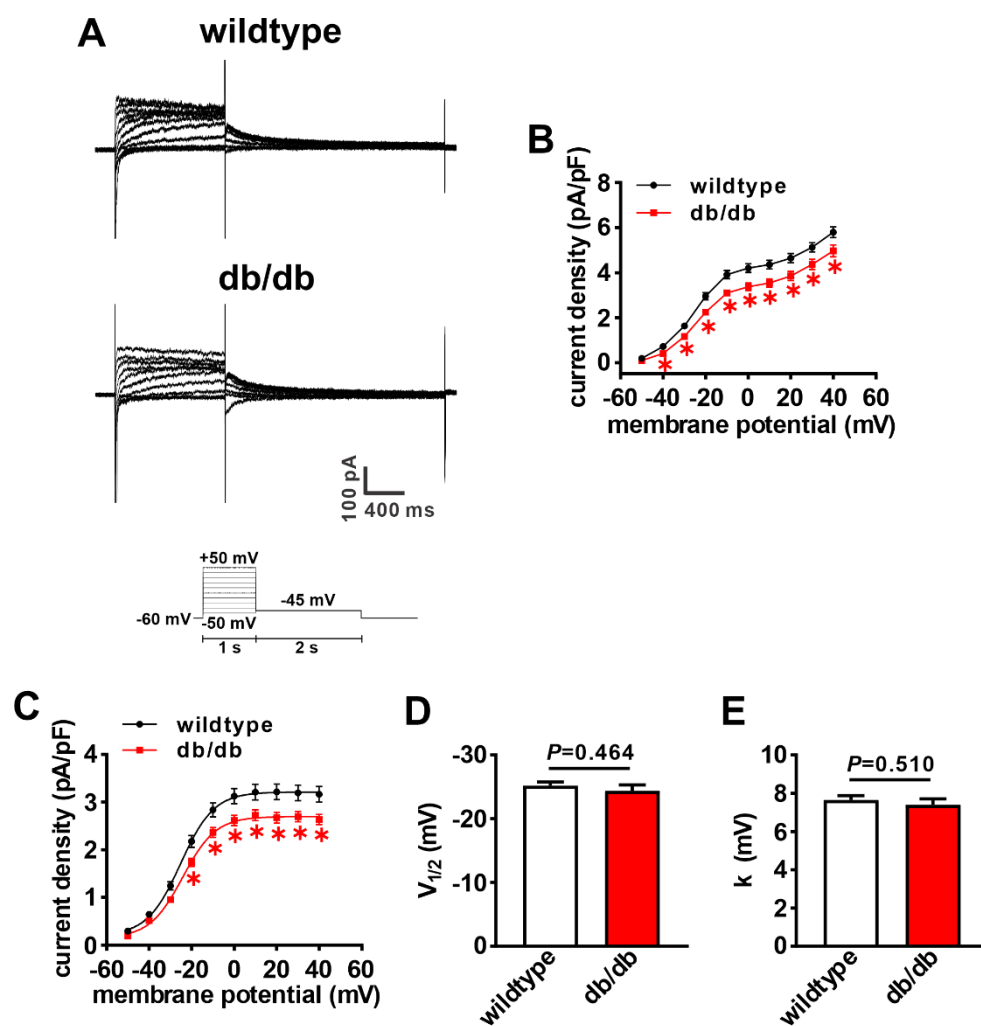 A
wildtype
db/db
100 pA
400 ms
+50 mV
-45 mV
-60 mV
-50 mV
1 s
2 s
B
wildtype
db/db
current density (pA/pF)
8
6
4
2
0
-60 -40 -20 0 20 40 60
membrane potential (mV)
* * * * * * * * *
C
wildtype
db/db
current density (pA/pF)
4
3
2
1
0
-60 -40 -20 0 20 40 60
membrane potential (mV)
* * * * * * *
D
V1/2 (mV)
-30
-20
-10
0
P=0.464
wildtype
db/db
E
k (mV)
10
8
6
4
2
0
P=0.510
wildtype
db/db